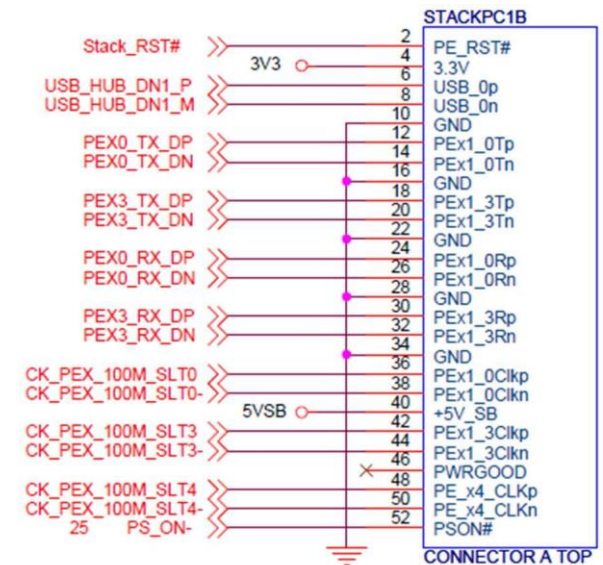 STACKPC1B
Stack_RST# 2 PE_RST#
3V3 4 3.3V
USB_HUB_DN1_P 6 USB_0p
USB_HUB_DN1_M 8 USB_0n
10 GND
PEX0_TX_DP 12 PEx1_0Tp
PEX0_TX_DN 14 PEx1_0Tn
16 GND
PEX3_TX_DP 18 PEx1_3Tp
PEX3_TX_DN 20 PEx1_3Tn
22 GND
PEX0_RX_DP 24 PEx1_0Rp
PEX0_RX_DN 26 PEx1_0Rn
28 GND
PEX3_RX_DP 30 PEx1_3Rp
PEX3_RX_DN 32 PEx1_3Rn
34 GND
CK_PEX_100M_SLT0 36 PEx1_0Clkp
CK_PEX_100M_SLT0- 38 PEx1_0Clkn
5VSB 40 +5V_SB
CK_PEX_100M_SLT3 42 PEx1_3Clkp
CK_PEX_100M_SLT3- 44 PEx1_3Clkn
46 PWRGOOD
CK_PEX_100M_SLT4 48 PE_x4_CLKp
CK_PEX_100M_SLT4- 50 PE_x4_CLKn
25 PS_ON- 52 PSON#
CONNECTOR A TOP